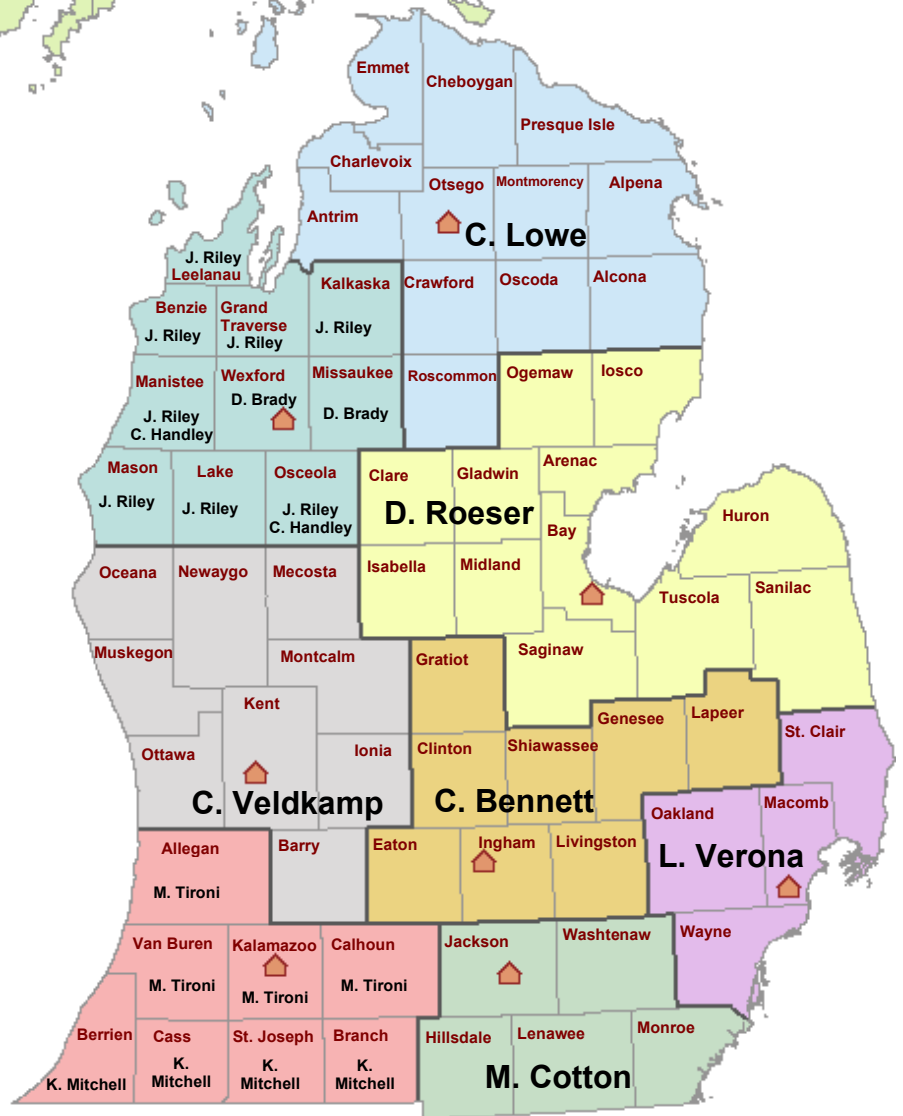 Emmet
Cheboygan
Presque Isle
Charlevoix
Otsego
Montmorency
Alpena
Antrim
C. Lowe
J. Riley
Leelanau
Kalkaska
J. Riley
Crawford
Oscoda
Alcona
Benzie
J. Riley
Grand
Traverse
J. Riley
Manistee
J. Riley
C. Handley
Wexford
D. Brady
Missaukee
D. Brady
Roscommon
Ogemaw
Iosco
Mason
J. Riley
Lake
J. Riley
Osceola
J. Riley
C. Handley
Clare
Gladwin
Arenac
D. Roeser
Bay
Huron
Isabella
Midland
Tuscola
Sanilac
Oceana
Newaygo
Mecosta
Muskegon
Montcalm
Gratiot
Saginaw
Kent
Genesee
Lapeer
St. Clair
Ottawa
Ionia
Clinton
Shiawassee
C. Veldkamp
C. Bennett
Oakland
Macomb
L. Verona
Allegan
M. Tironi
Barry
Eaton
Ingham
Livingston
Van Buren
M. Tironi
Kalamazoo
M. Tironi
Calhoun
M. Tironi
Jackson
Washtenaw
Wayne
Berrien
K. Mitchell
Cass
K.
Mitchell
St. Joseph
K.
Mitchell
Branch
K.
Mitchell
Hillsdale
Lenawee
Monroe
M. Cotton